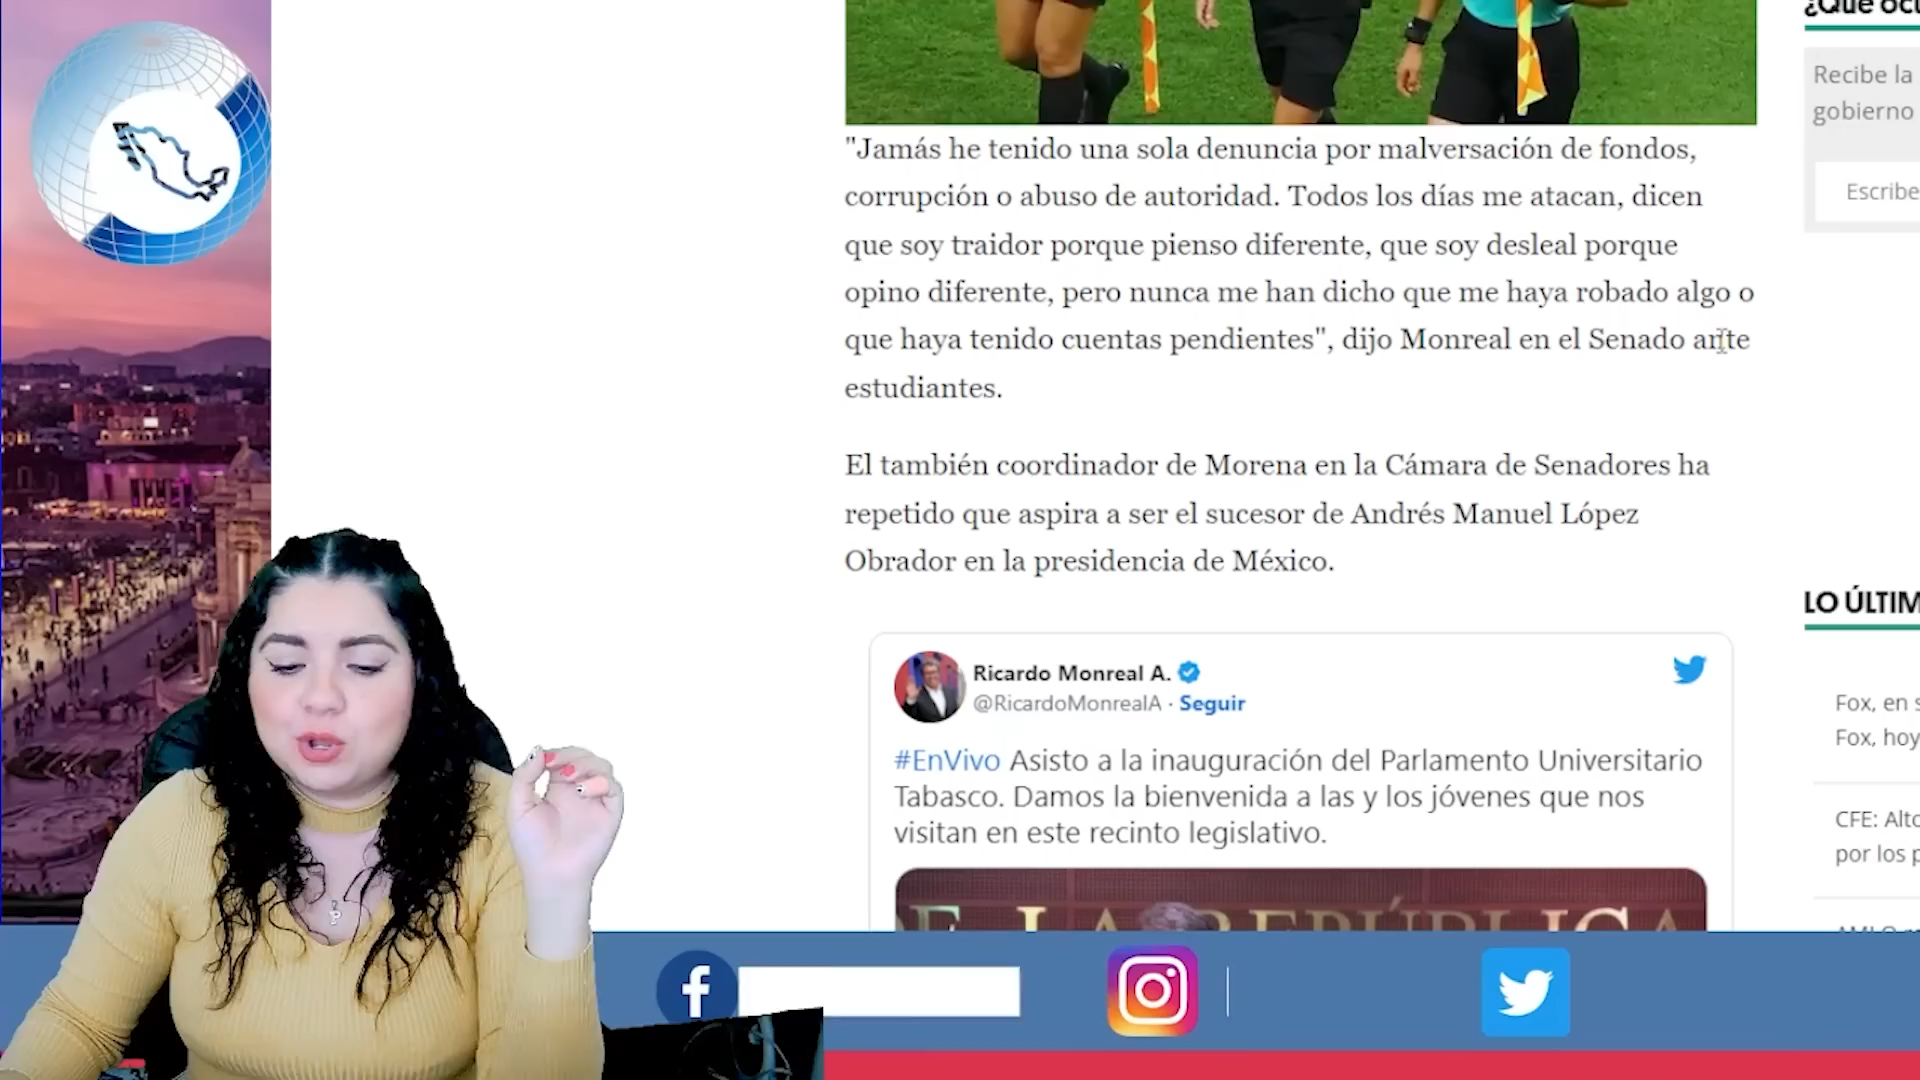 "Jamás he tenido una sola denuncia por malversación de fondos,
corrupción o abuso de autoridad. Todos los días me atacan, dicen
que soy traidor porque pienso diferente, que soy desleal porque
opino diferente, pero nunca me han dicho que me haya robado algo o
que haya tenido cuentas pendientes", dijo Monreal en el Senado ante
estudiantes.
El también coordinador de Morena en la Cámara de Senadores ha
repetido que aspira a ser el sucesor de Andrés Manuel López
Obrador en la presidencia de México.
Ricardo Monreal A.
@RicardoMonrealA · Seguir
#EnVivo Asisto a la inauguración del Parlamento Universitario
Tabasco. Damos la bienvenida a las y los jóvenes que nos
visitan en este recinto legislativo.
E LA REPÚBLICA
Recibe la
gobierno
Escribe
LO ÚLTIM
Fox, en s
Fox, hoy
CFE: Alto
por los p